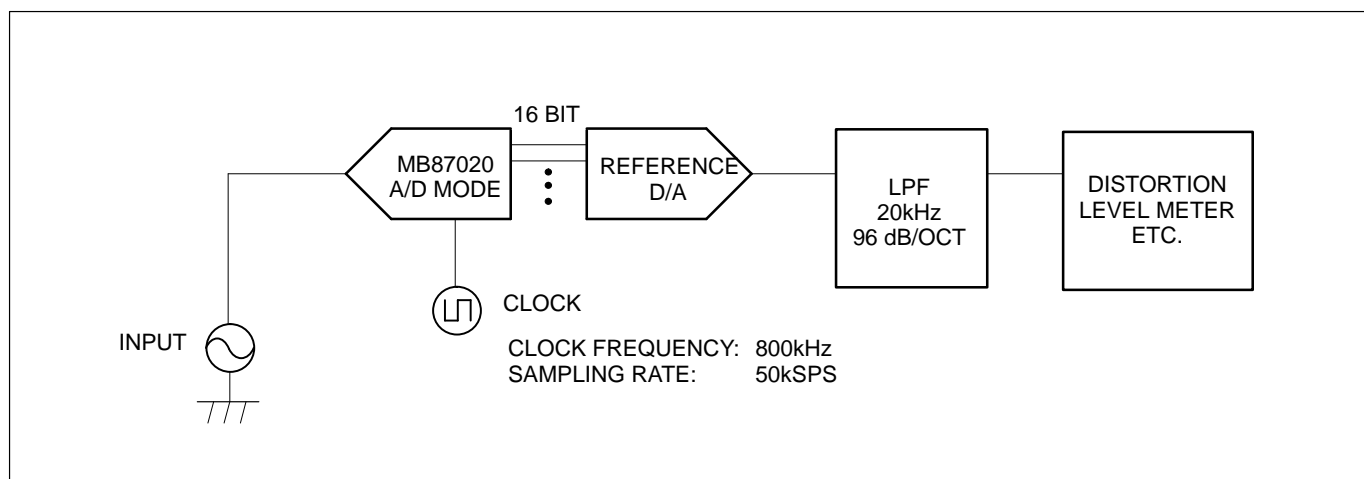 16 BIT
MB87020
A/D MODE
REFERENCE
D/A
LPF
20kHz
96 dB/OCT
DISTORTION
LEVEL METER
ETC.
CLOCK
INPUT
CLOCK FREQUENCY: 800kHz
SAMPLING RATE: 50kSPS